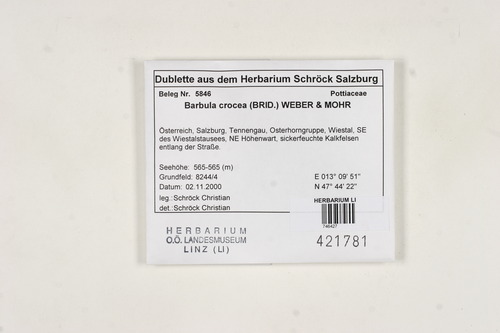 Dublette aus dem Herbarium Schröck Salzburg
Beleg Nr. 5846 Pottiaceae
Barbula crocea (BRID.) WEBER & MOHR
Österreich, Salzburg, Tennengau, Osterhorngruppe, Wiestal, SE
des Wiestalstausees, NE Höhenwart, sickerfeuchte Kalkfelsen
entlang der Straße.
Seehöhe: 565-565 (m)
Grundfeld: 8244/4 E 013° 09' 51"
Datum: 02.11.2000 N 47° 44' 22"
leg.:Schröck Christian
det.:Schröck Christian
HERBARIUM LI
746427
HERBARIUM
O.Ö. LANDESMUSEUM
LINZ (LI)
421781